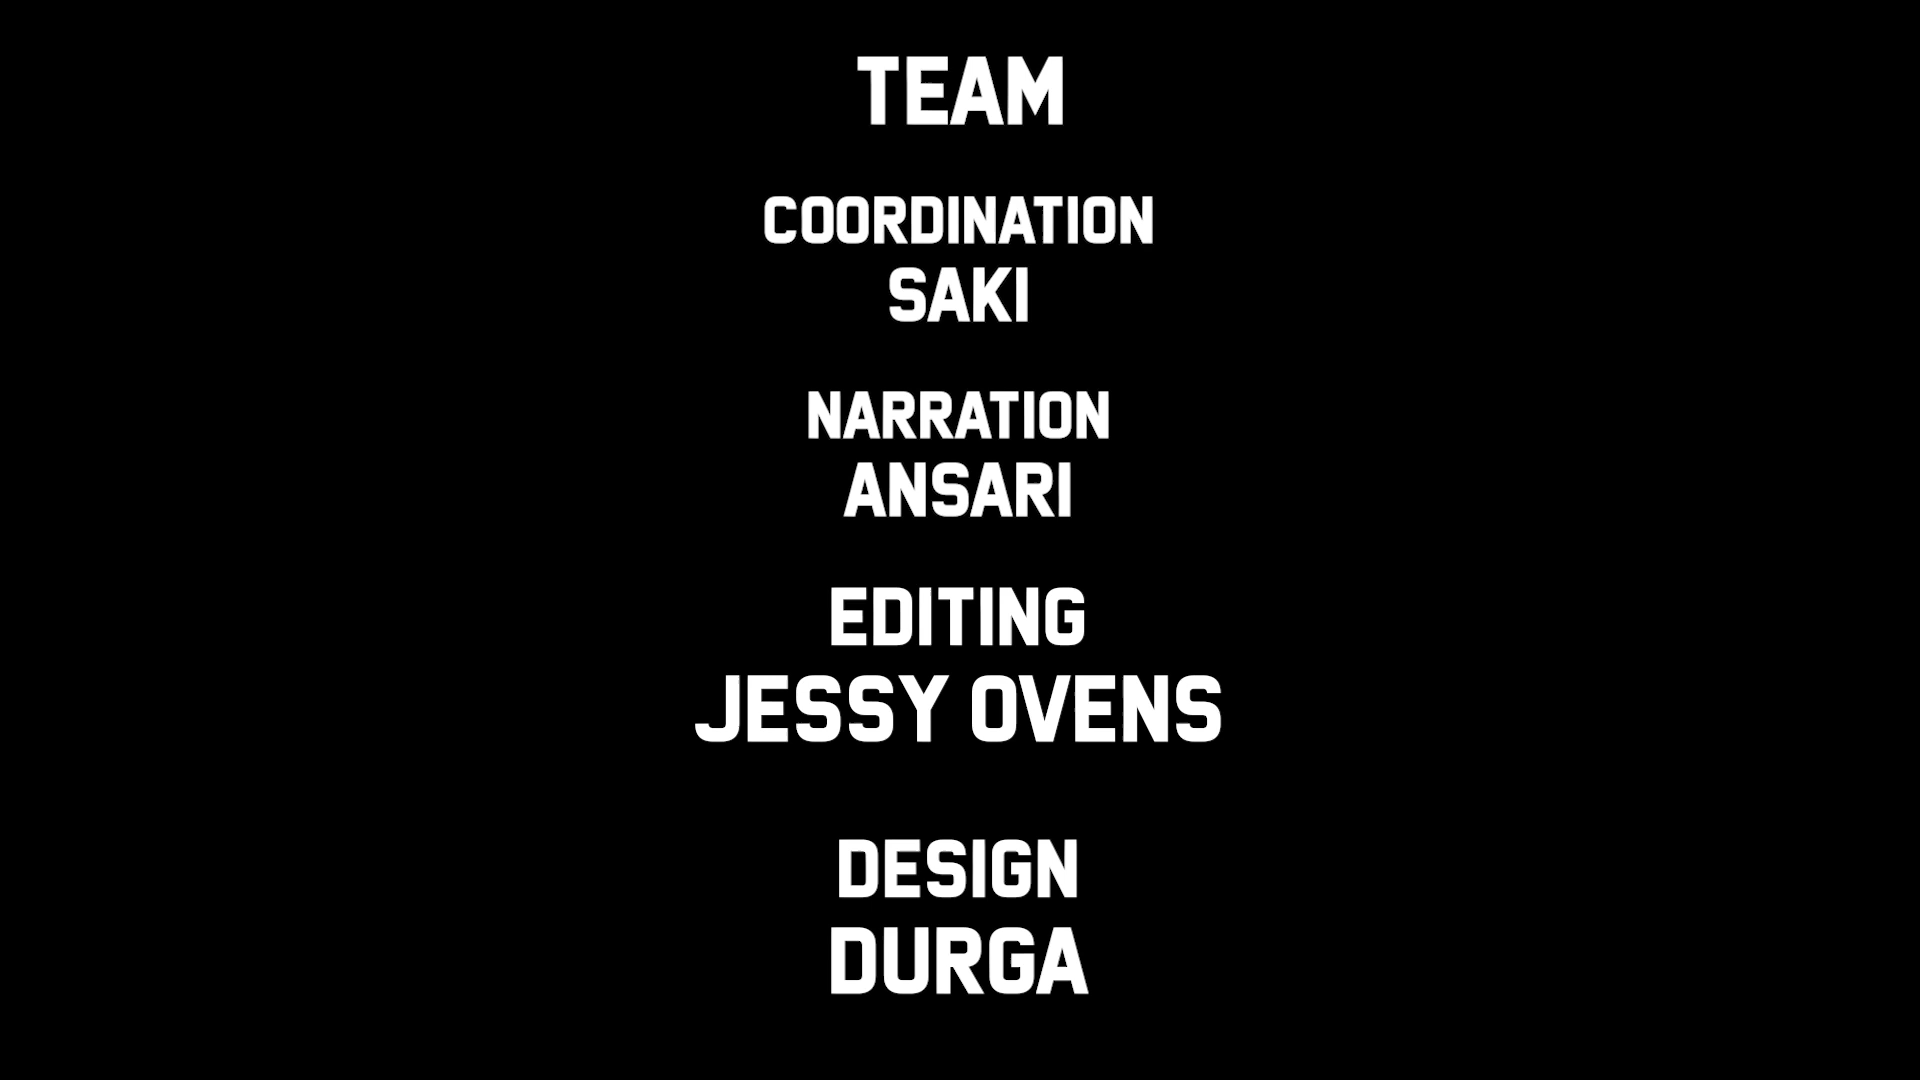 TEAM
COORDINATION
SAKI
NARRATION
ANSARI
EDITING
JESSY OVENS
DESIGN
DURGA